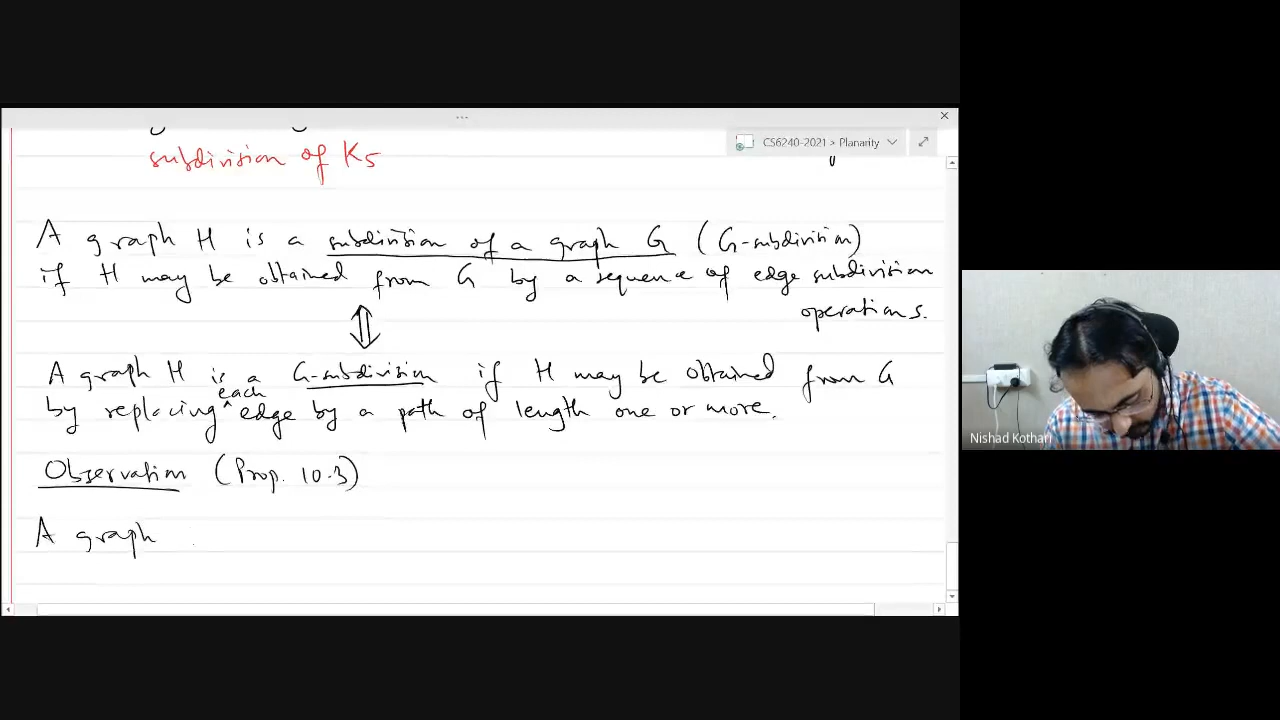 CS6240-2021 > Planarity
subdivision of K5
A graph H is a subdivision of a graph G (G-subdivision)
if H may be obtained from G by a sequence of edge subdivision
operations.
⇕
A graph H is a G-subdivision if H may be obtained from G
by replacing each edge by a path of length one or more.
Observation (Prop. 10.3)
A graph
Nishad Kothari